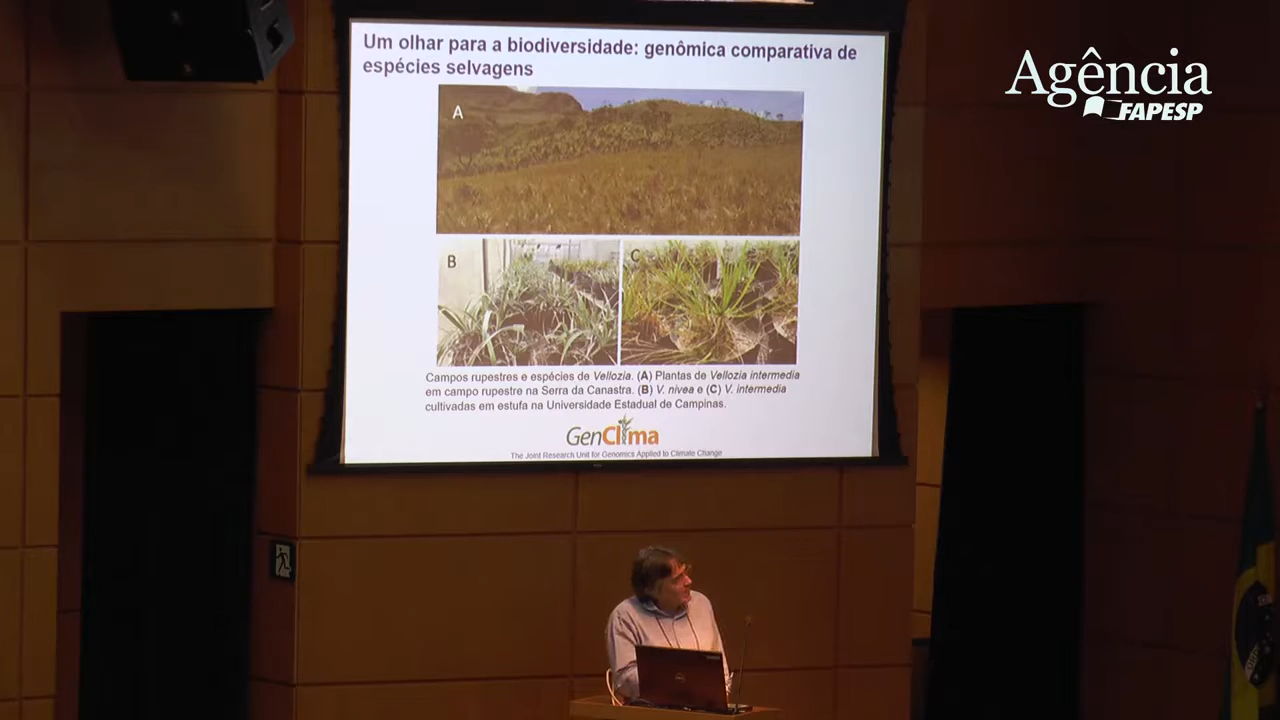 Um olhar para a biodiversidade: genômica comparativa de
espécies selvagens
Agência
FAPESP
A
B
C
Campos rupestres e espécies de Vellozia. (A) Plantas de Vellozia intermedia
em campo rupestre na Serra da Canastra. (B) V. nivea e (C) V. intermedia
cultivadas em estufa na Universidade Estadual de Campinas.
GenClima
The Joint Research Unit for Genomics Applied to Climate Change